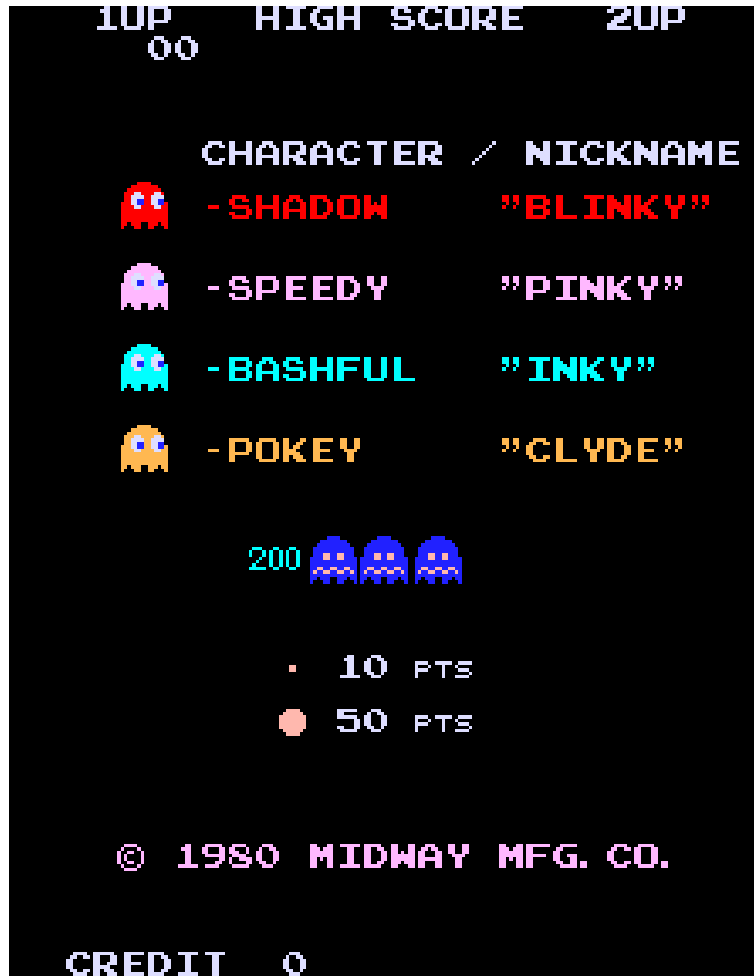 1UP HIGH SCORE 2UP
00
CHARACTER / NICKNAME
-SHADOW "BLINKY"
-SPEEDY "PINKY"
-BASHFUL "INKY"
-POKEY "CLYDE"
200
10 PTS
50 PTS
© 1980 MIDWAY MFG. CO.
CREDIT 0